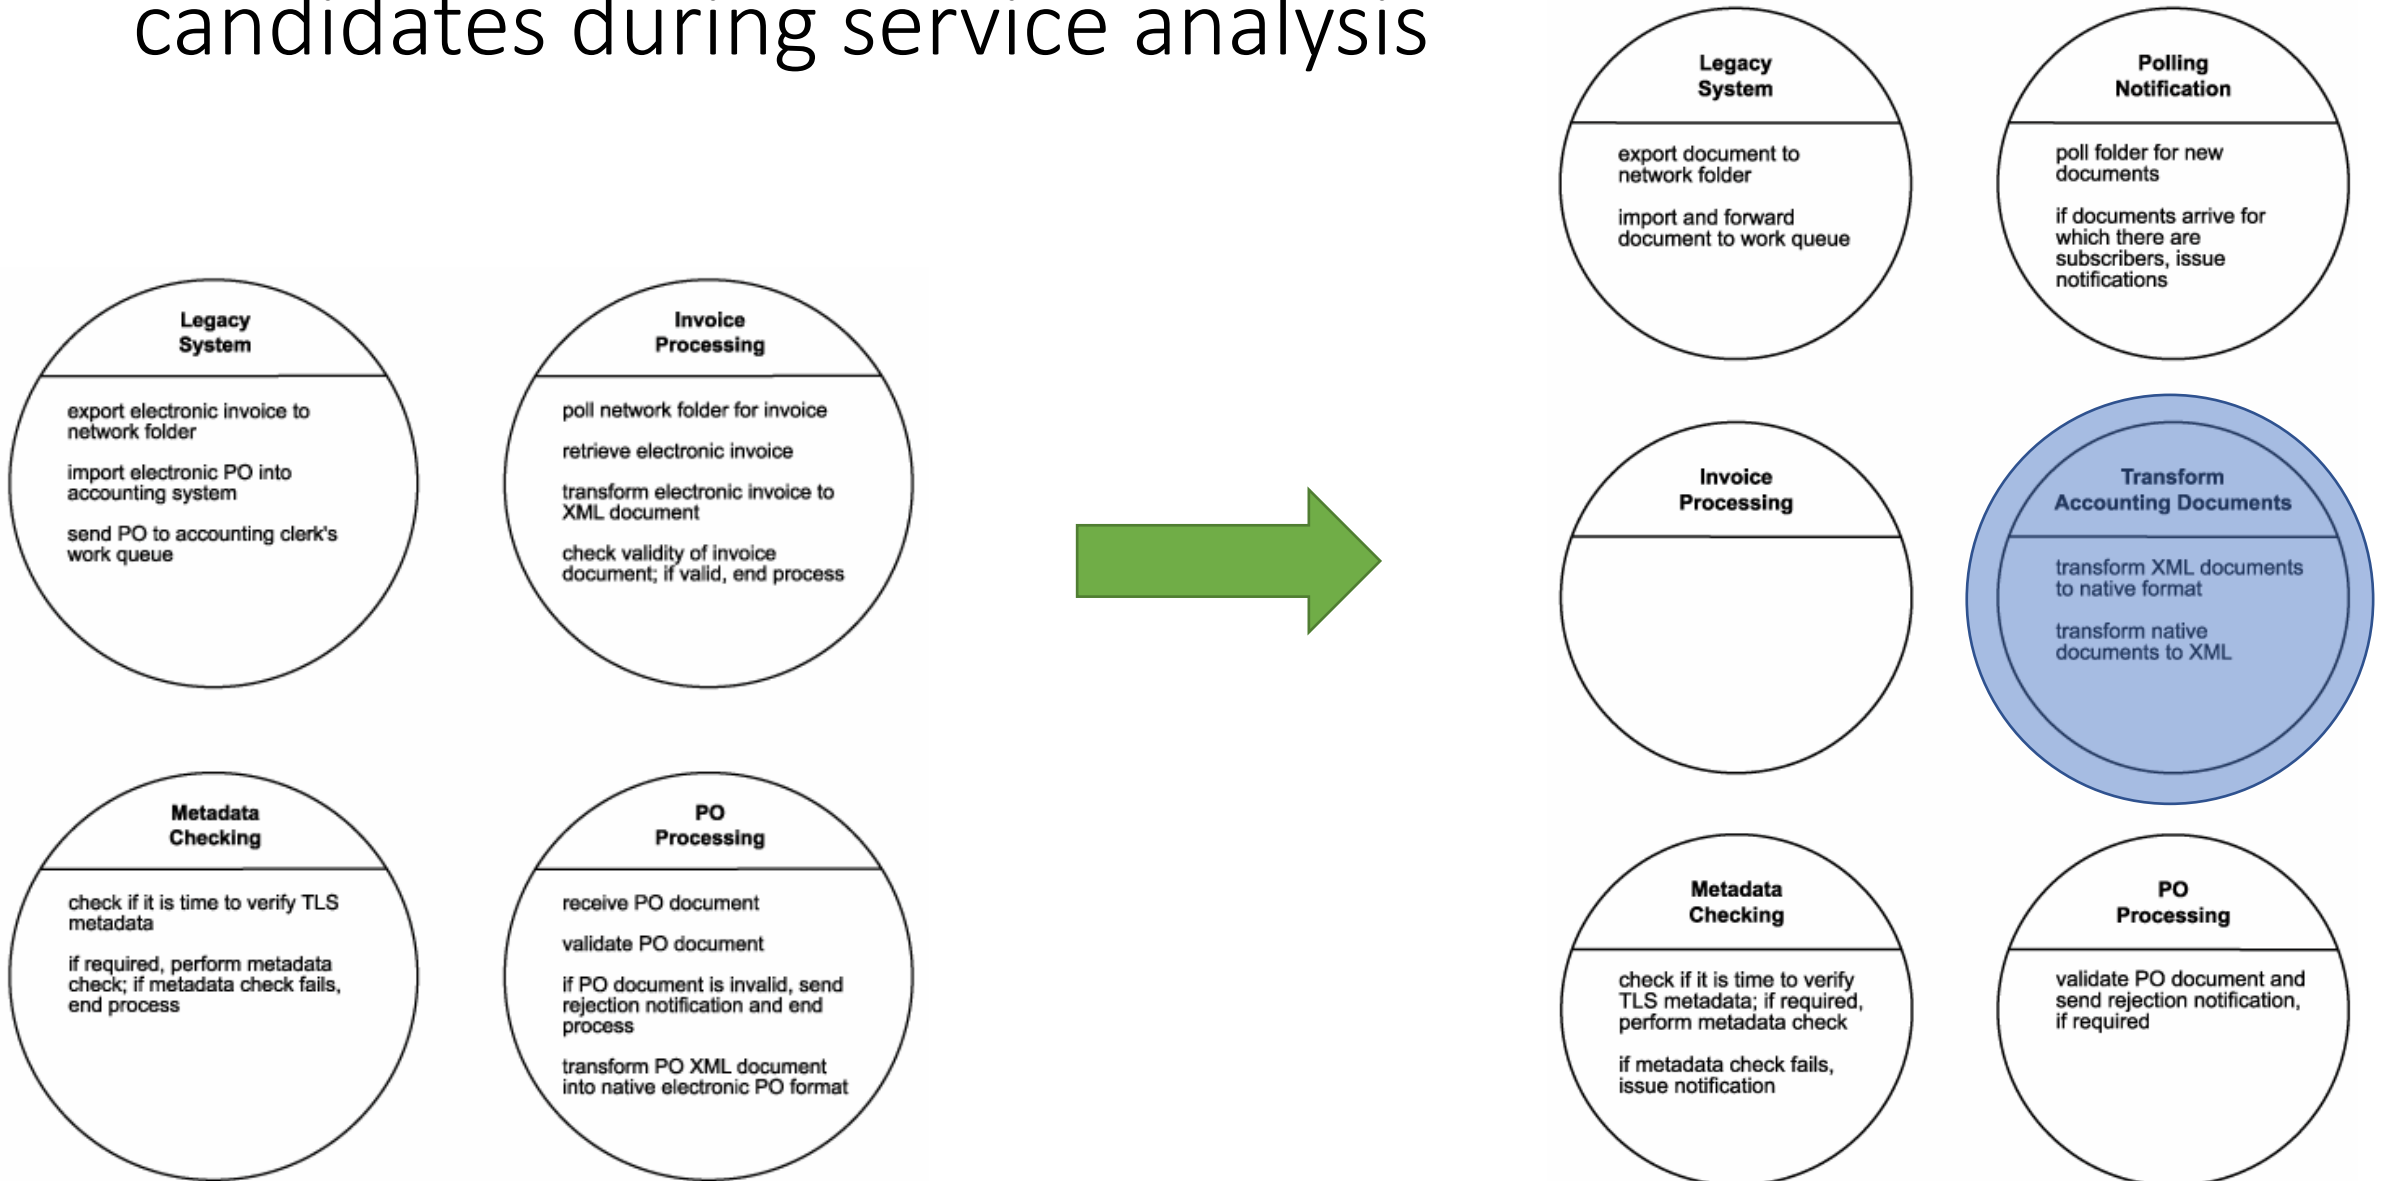 candidates during service analysis
Legacy
System
export electronic invoice to
network folder
import electronic PO into
accounting system
send PO to accounting clerk's
work queue
Invoice
Processing
poll network folder for invoice
retrieve electronic invoice
transform electronic invoice to
XML document
check validity of invoice
document; if valid, end process
Metadata
Checking
check if it is time to verify TLS
metadata
if required, perform metadata
check; if metadata check fails,
end process
PO
Processing
receive PO document
validate PO document
if PO document is invalid, send
rejection notification and end
process
transform PO XML document
into native electronic PO format
Legacy
System
export document to
network folder
import and forward
document to work queue
Polling
Notification
poll folder for new
documents
if documents arrive for
which there are
subscribers, issue
notifications
Invoice
Processing
Transform
Accounting Documents
transform XML documents
to native format
transform native
documents to XML
Metadata
Checking
check if it is time to verify
TLS metadata; if required,
perform metadata check
if metadata check fails,
issue notification
PO
Processing
validate PO document and
send rejection notification,
if required